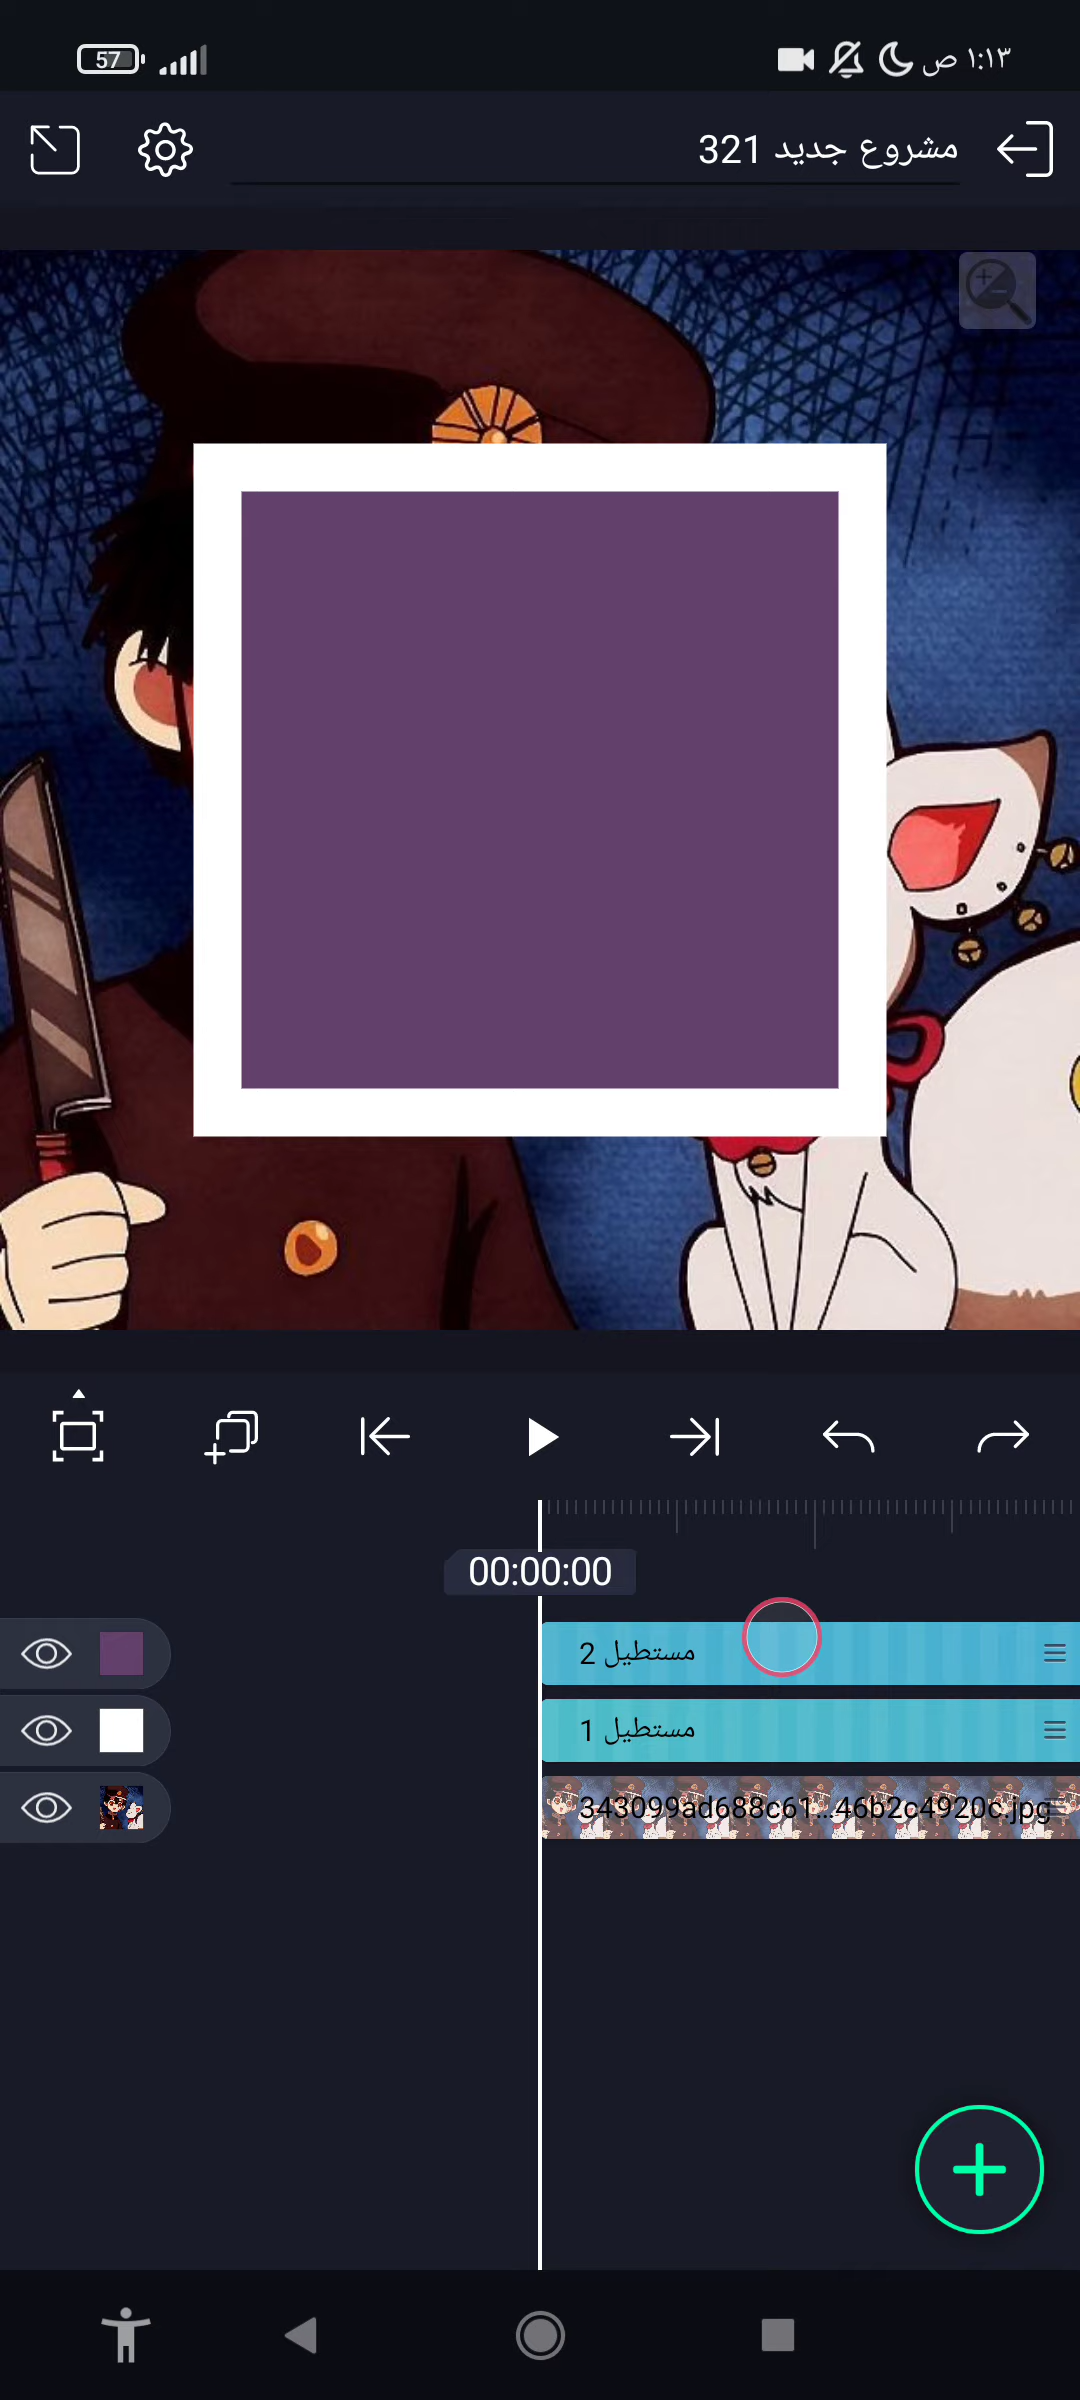 57
١:١٣ ص
مشروع جديد 321
00:00:00
مستطيل 2
مستطيل 1
343099ad688c61...46b2c4920c.jpg